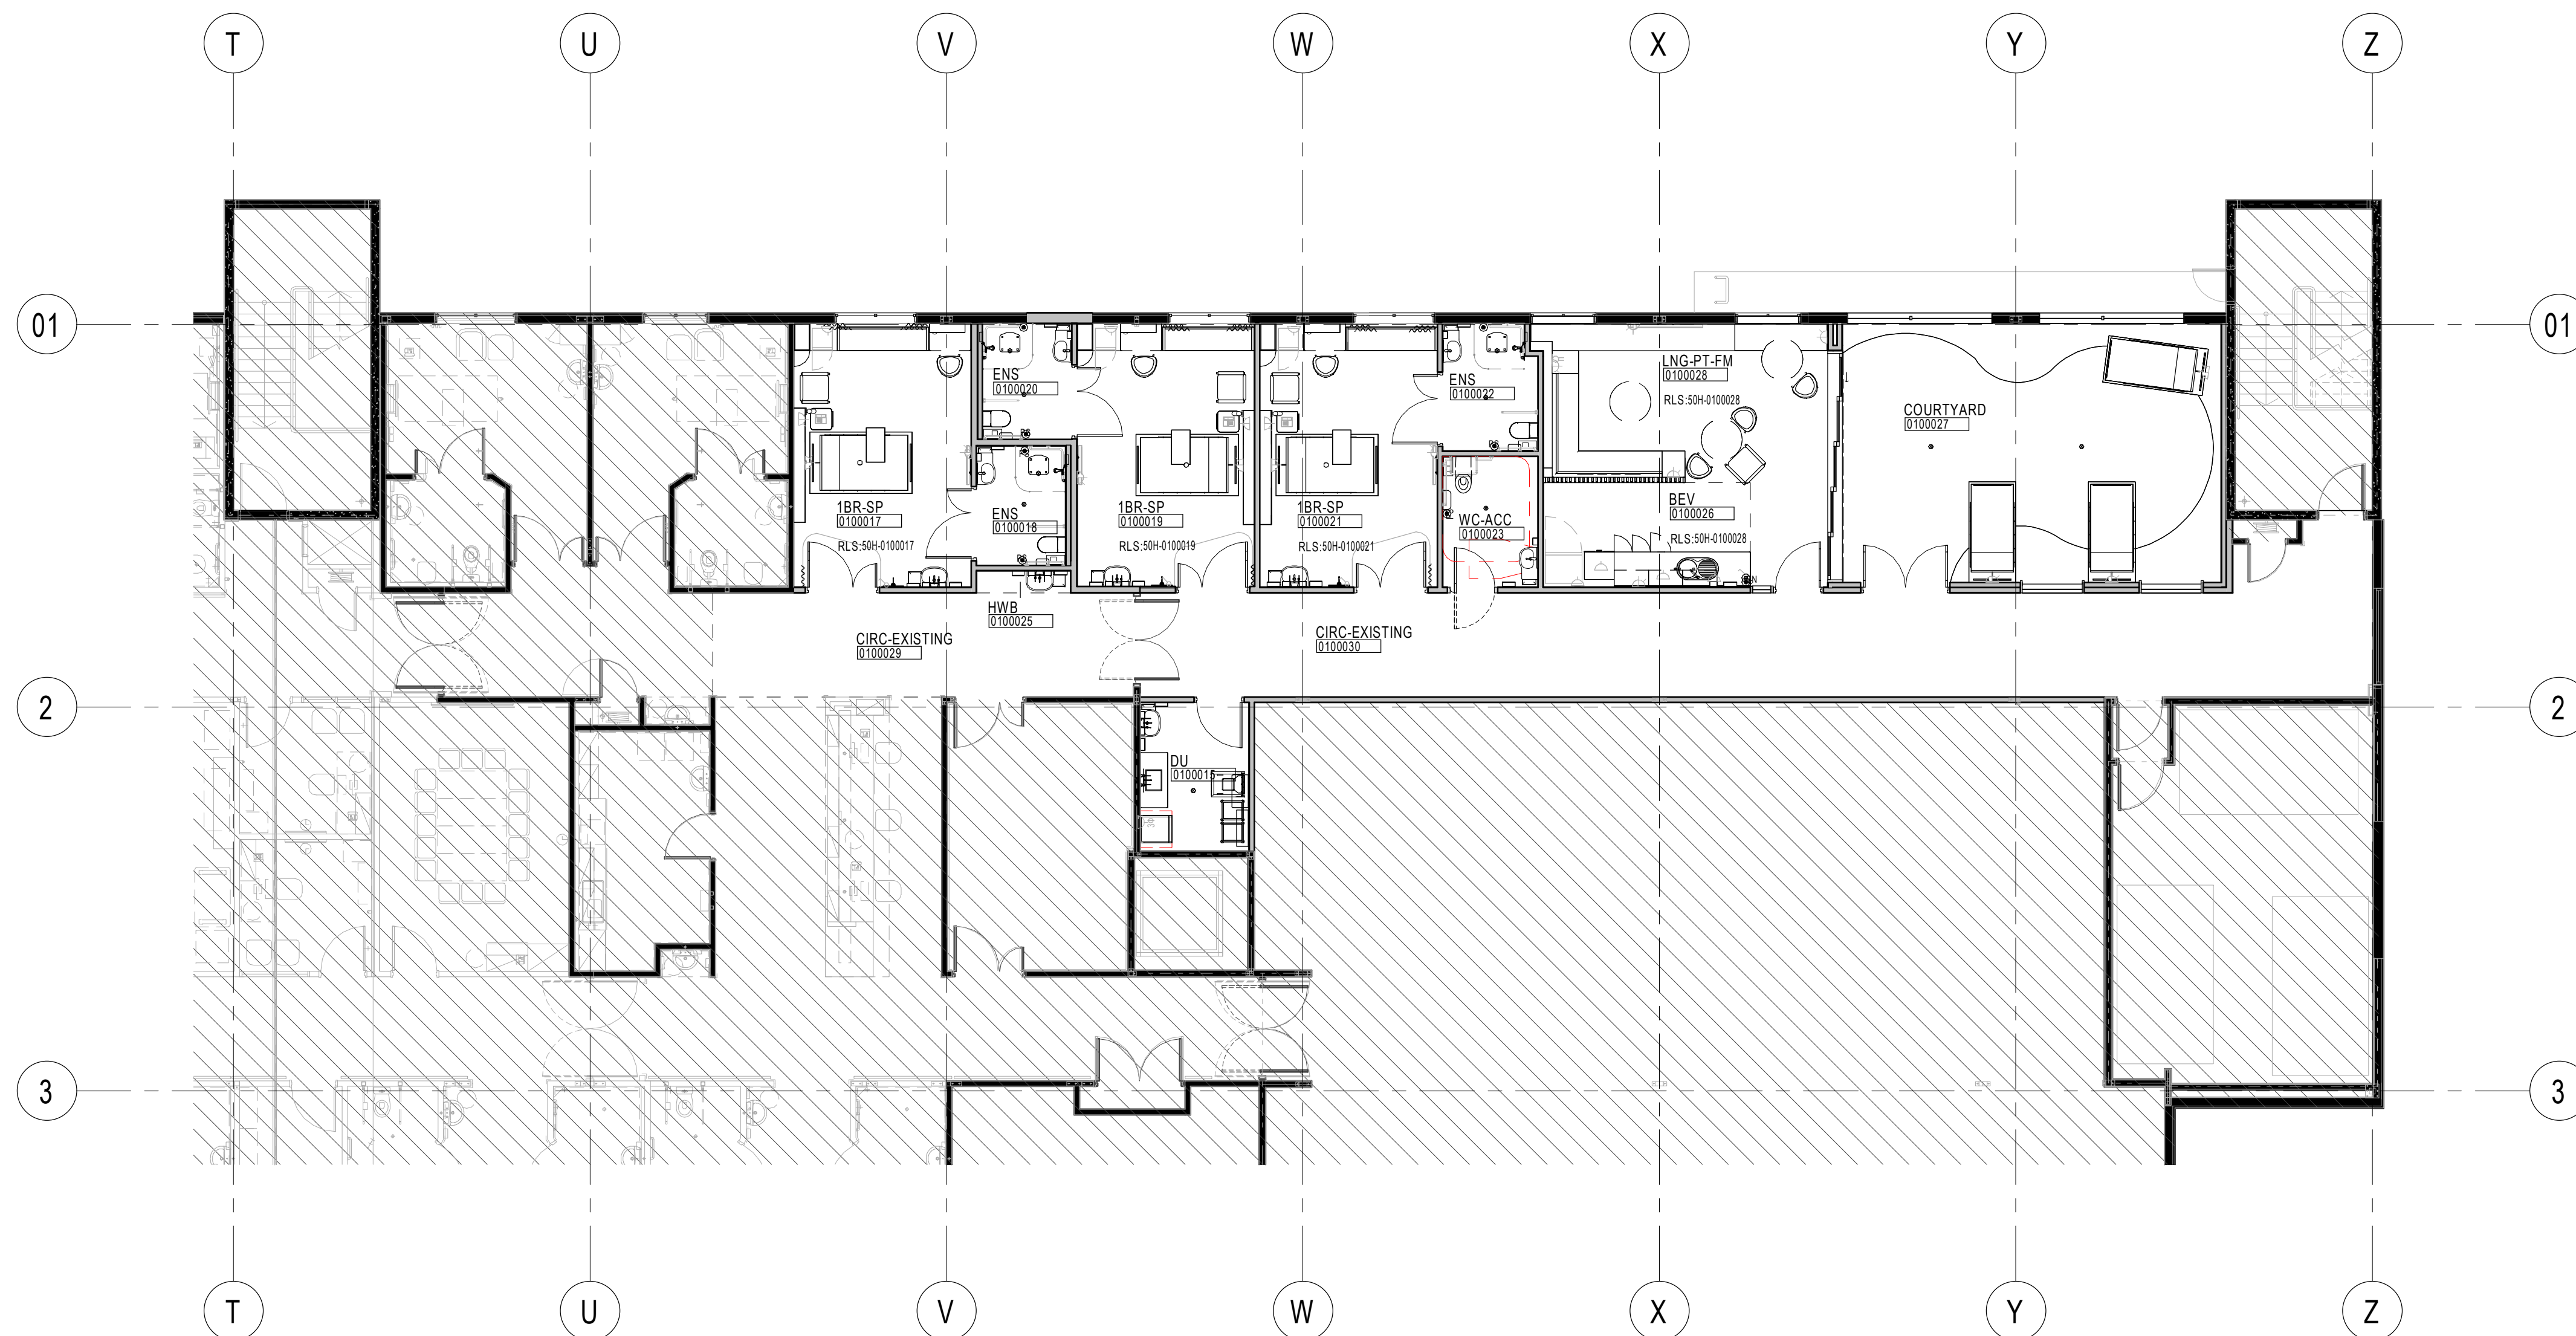 T U V W X Y Z
01 01
LNG-PT-FM
0100028
RLS:50H-0100028
ENS
0100020
ENS
0100022
COURTYARD
0100027
1BR-SP
0100017
RLS:50H-0100017
ENS
0100018
1BR-SP
0100019
RLS:50H-0100019
1BR-SP
0100021
RLS:50H-0100021
WC-ACC
0100023
BEV
0100026
RLS:50H-0100028
HWB
0100025
CIRC-EXISTING
0100029
CIRC-EXISTING
0100030
2 2
DU
0100015
3 3
T U V W X Y Z